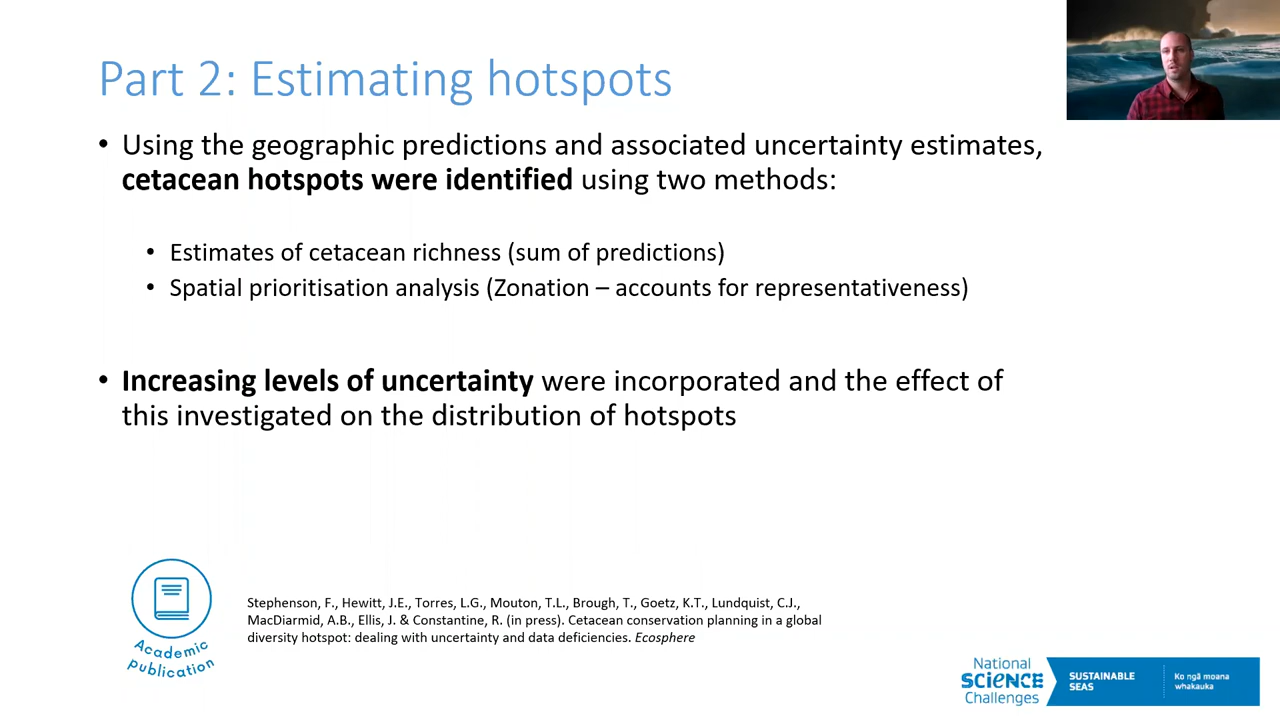 Part 2: Estimating hotspots
• Using the geographic predictions and associated uncertainty estimates,
cetacean hotspots were identified using two methods:
• Estimates of cetacean richness (sum of predictions)
• Spatial prioritisation analysis (Zonation – accounts for representativeness)
• Increasing levels of uncertainty were incorporated and the effect of
this investigated on the distribution of hotspots
Academic
publication
Stephenson, F., Hewitt, J.E., Torres, L.G., Mouton, T.L., Brough, T., Goetz, K.T., Lundquist, C.J.,
MacDiarmid, A.B., Ellis, J. & Constantine, R. (in press). Cetacean conservation planning in a global
diversity hotspot: dealing with uncertainty and data deficiencies. Ecosphere
National
SCIENCE
Challenges
SUSTAINABLE
SEAS
Ko ngā moana
whakauka